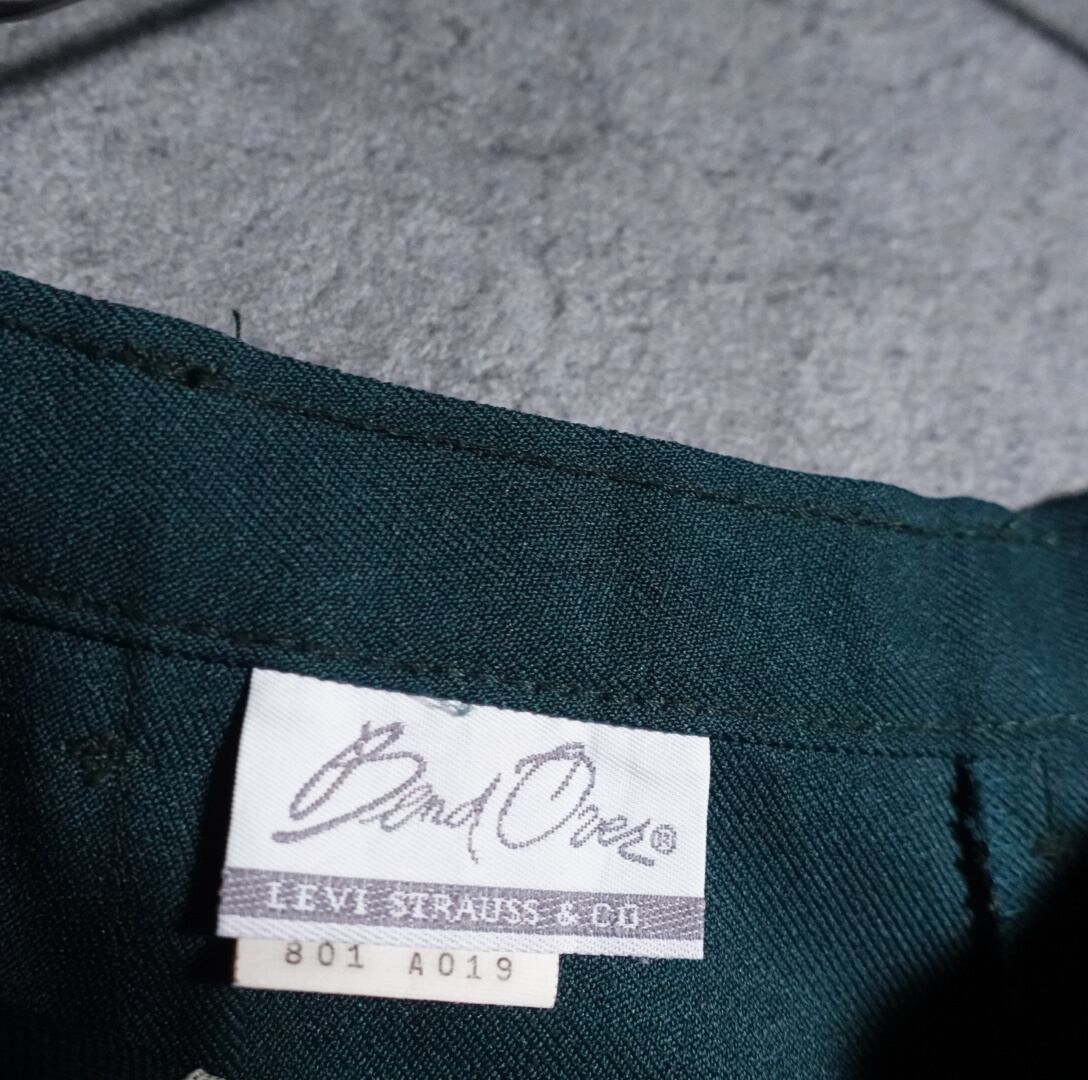 Bend Over®
LEVI STRAUSS & CO
801 A019